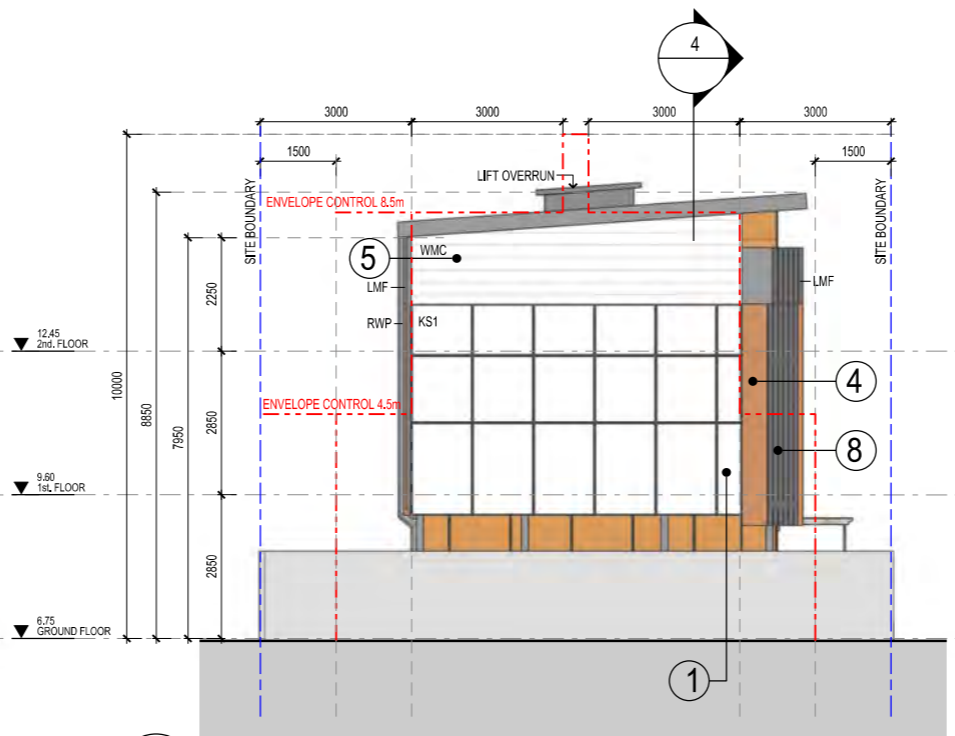 4
3000
3000
3000
3000
1500
1500
LIFT OVERRUN
SITE BOUNDARY
SITE BOUNDARY
ENVELOPE CONTROL 8.5m
5
WMC
LMF
LMF
RWP
KS1
2250
12.45
2nd. FLOOR
10000
8850
7950
2850
4
ENVELOPE CONTROL 4.5m
8
9.60
1st. FLOOR
2850
6.75
GROUND FLOOR
1